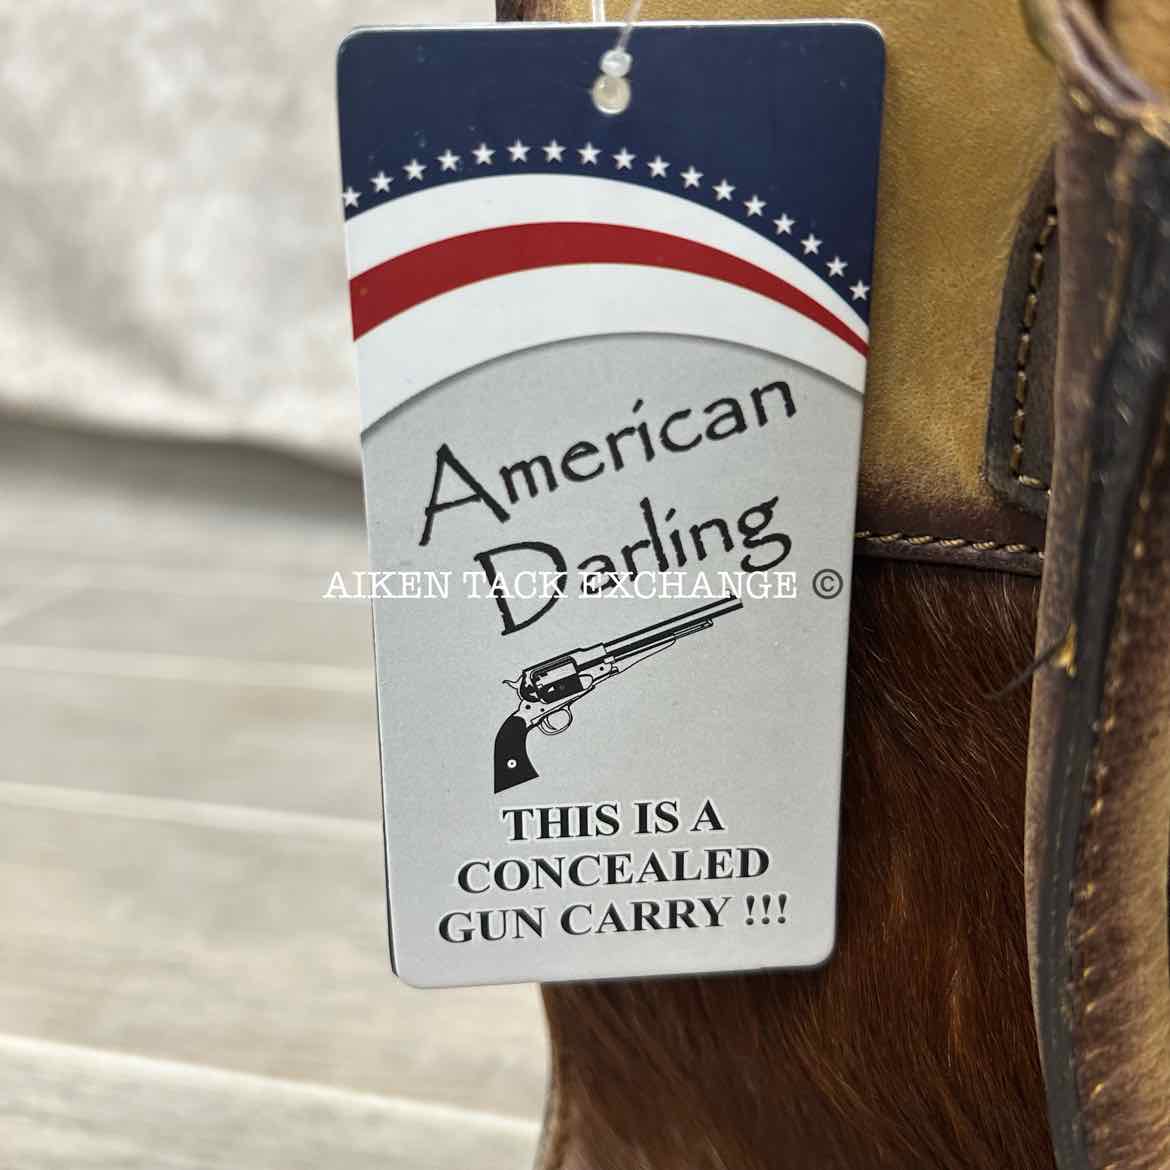 American
Darling
AIKEN TACK EXCHANGE ©
THIS IS A
CONCEALED
GUN CARRY !!!